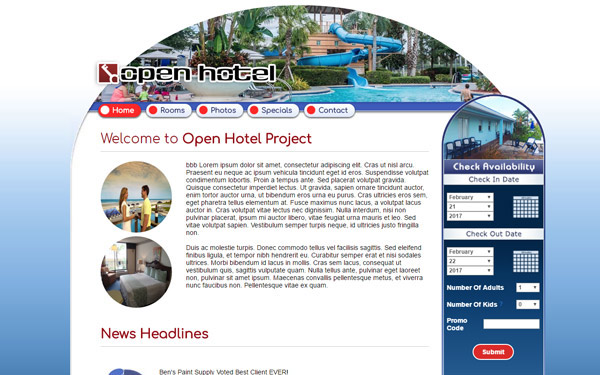 open hotel
Home
Rooms
Photos
Specials
Contact
Welcome to Open Hotel Project
bbb Lorem ipsum dolor sit amet, consectetur adipiscing elit. Cras ut nisl arcu.
Praesent eu neque ac ipsum vehicula tincidunt eget id eros. Suspendisse volutpat
condimentum lobortis. Proin a tempus ante. Sed placerat volutpat gravida.
Quisque consectetur imperdiet lectus. Ut gravida, sapien ornare tincidunt auctor,
enim tortor auctor urna, ut bibendum eros urna eu purus. Cras ultricies eros sem,
eget pharetra tellus elementum at. Fusce maximus nunc lacus, a volutpat lacus
auctor in. Cras volutpat vitae lectus nec dignissim. Nulla interdum, nisi non
pulvinar placerat, ipsum mi auctor libero, vitae feugiat urna mauris et leo. Sed
vitae volutpat sapien. Vestibulum semper turpis neque, id ultricies justo fringilla
non.
Duis ac molestie turpis. Donec commodo tellus vel facilisis sagittis. Sed eleifend
finibus ligula, et tempor nibh hendrerit eu. Curabitur semper erat et nisi sodales
ultrices. Morbi bibendum id lacus in mollis. Cras sem lacus, consequat ut
vestibulum quis, sagittis vulputate quam. Nulla tellus ante, pulvinar eget laoreet
non, pulvinar sit amet ipsum. Maecenas convallis pellentesque metus, et viverra
nunc faucibus non. Pellentesque vitae ex quam.
News Headlines
Ben's Paint Supply Voted Best Client EVER!
Check Availability
Check In Date
February
21
2017
Check Out Date
February
22
2017
Number Of Adults 1
Number Of Kids 0
Promo
Code
Submit